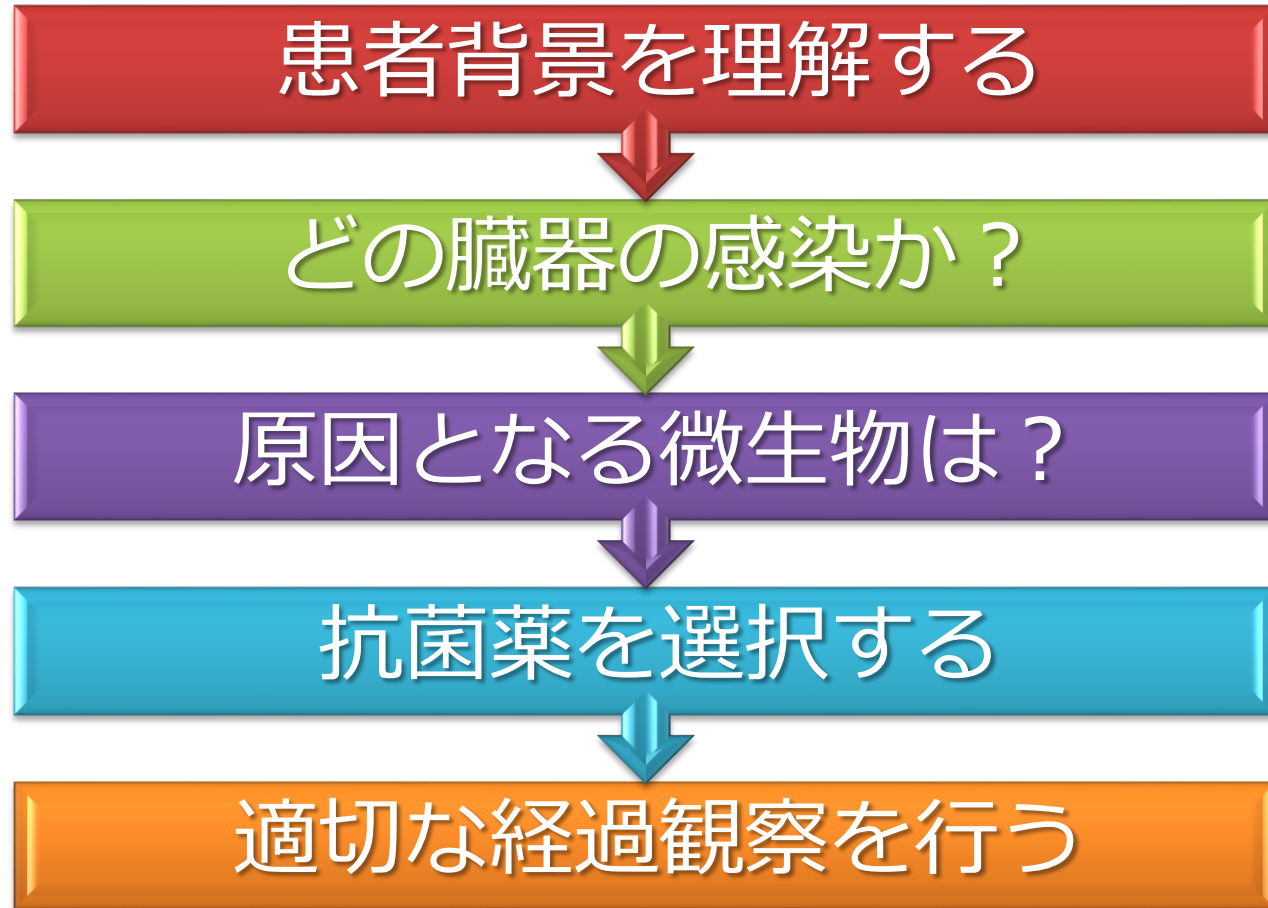 患者背景を理解する
どの臓器の感染か？
原因となる微生物は？
抗菌薬を選択する
適切な経過観察を行う